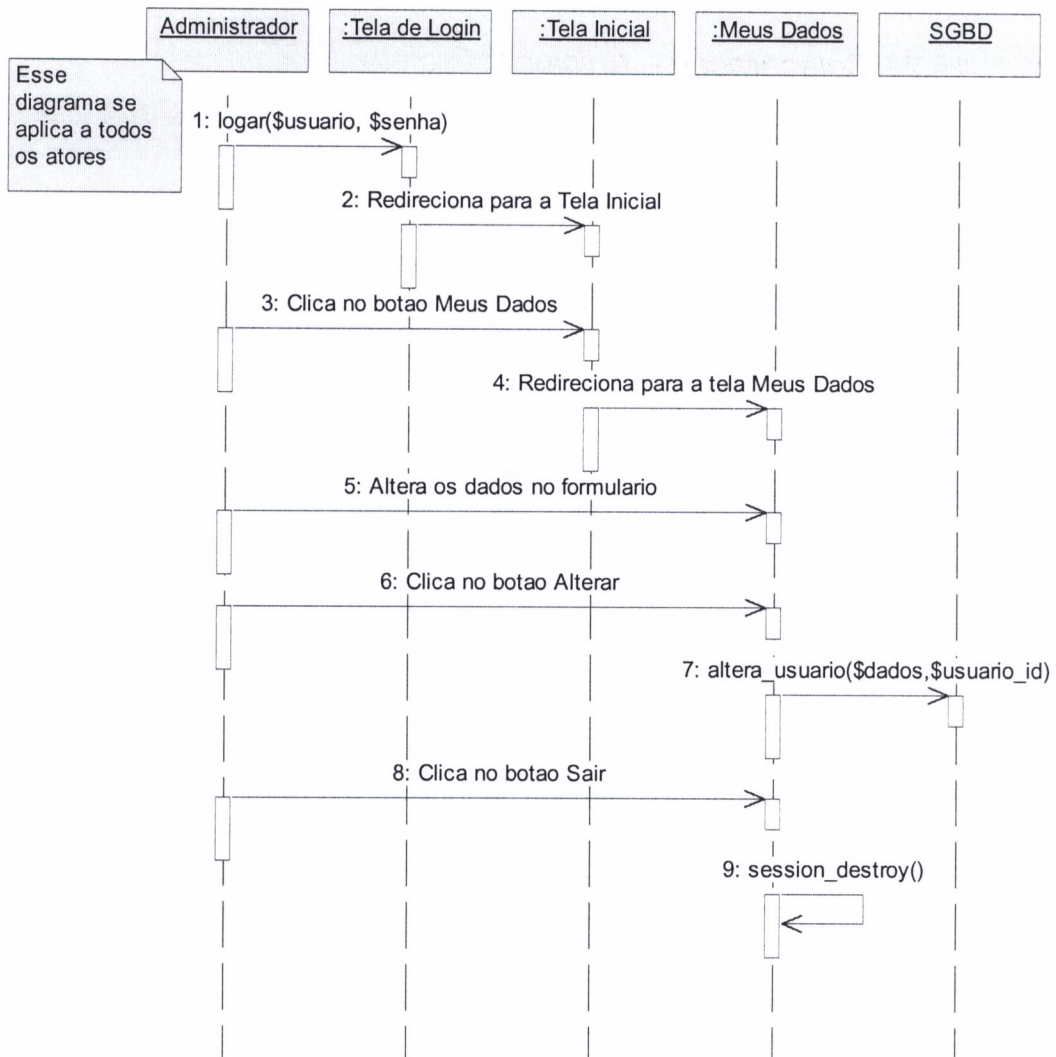 Administrador
:Tela de Login
:Tela Inicial
:Meus Dados
SGBD
Esse
diagrama se
aplica a todos
os atores
1: logar($usuario, $senha)
2: Redireciona para a Tela Inicial
3: Clica no botao Meus Dados
4: Redireciona para a tela Meus Dados
5: Altera os dados no formulario
6: Clica no botao Alterar
7: altera_usuario($dados,$usuario_id)
8: Clica no botao Sair
9: session_destroy()